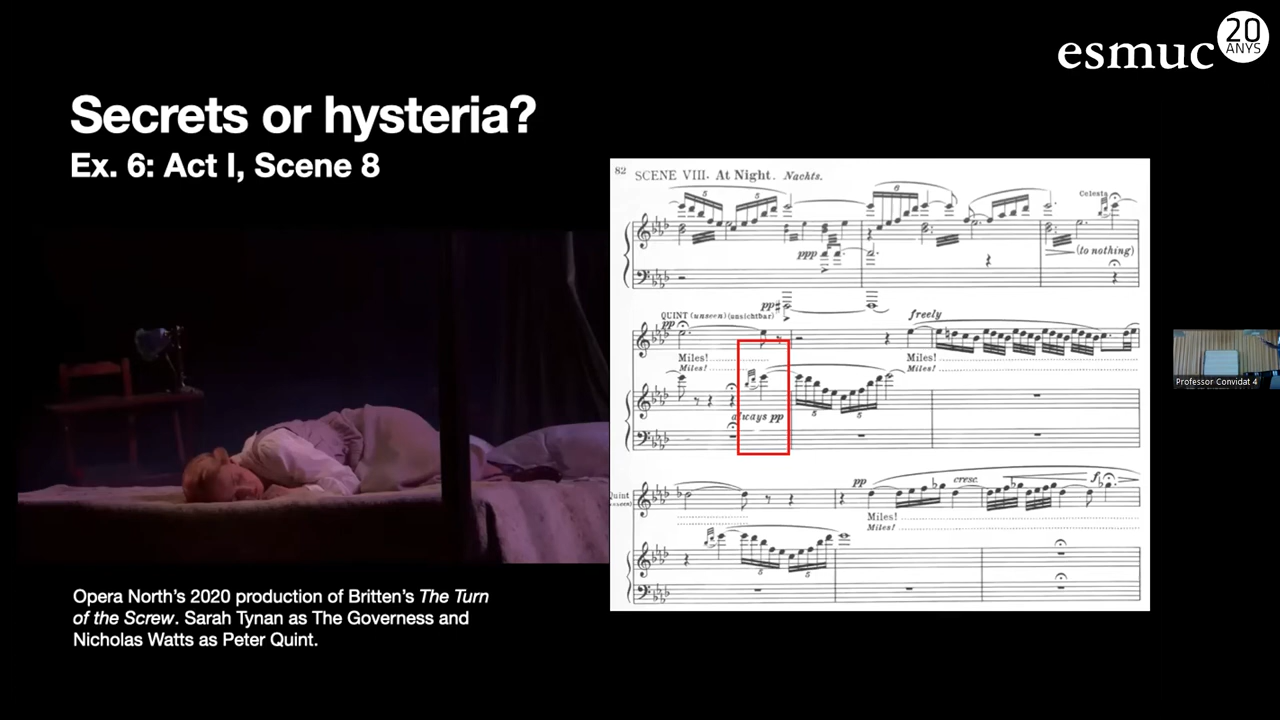 esmuc
20
ANYS
Secrets or hysteria?
Ex. 6: Act I, Scene 8
82
SCENE VIII. At Night. Nachts.
Celesta
ppp
(to nothing)
pp
QUINT (unseen) (unsichtbar)
pp
freely
Miles!
Miles!
Miles!
Miles!
always pp
Quint
pp
cresc.
f
Miles!
Miles!
Professor Convidat 4
Opera North’s 2020 production of Britten’s The Turn
of the Screw. Sarah Tynan as The Governess and
Nicholas Watts as Peter Quint.